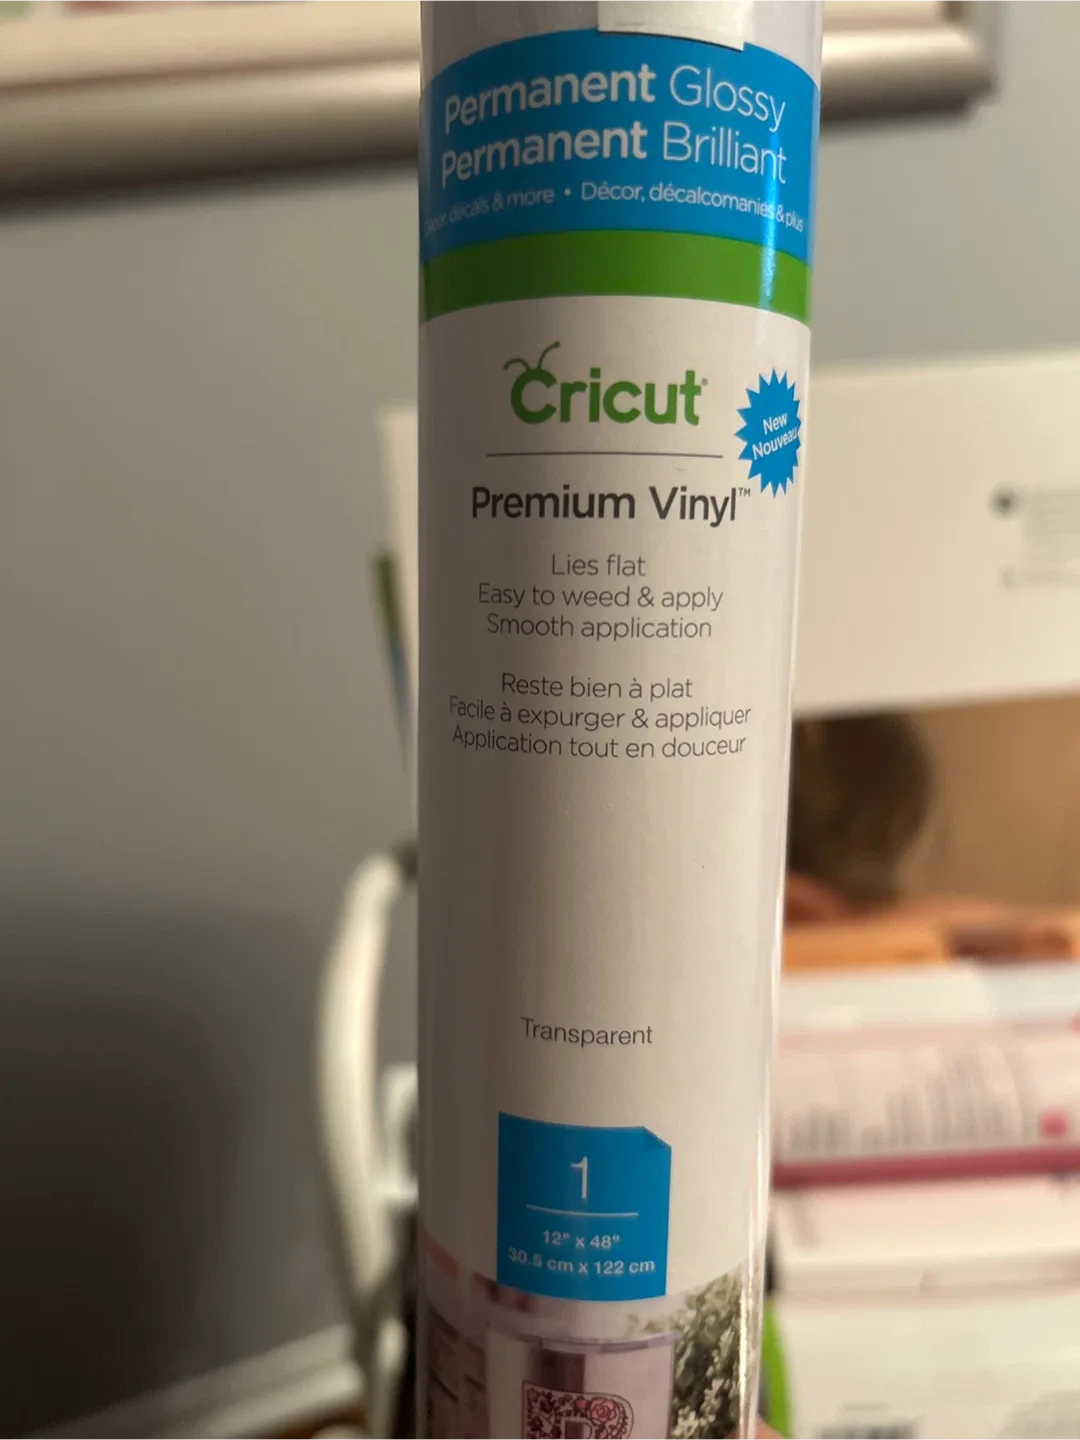 Permanent Glossy
Permanent Brilliant
decals & more • Décor, décalcomanies & plus
Cricut
New
Nouveau
Premium Vinyl™
Lies flat
Easy to weed & apply
Smooth application
Reste bien à plat
Facile à expurger & appliquer
Application tout en douceur
Transparent
1
12" x 48"
30.5 cm x 122 cm